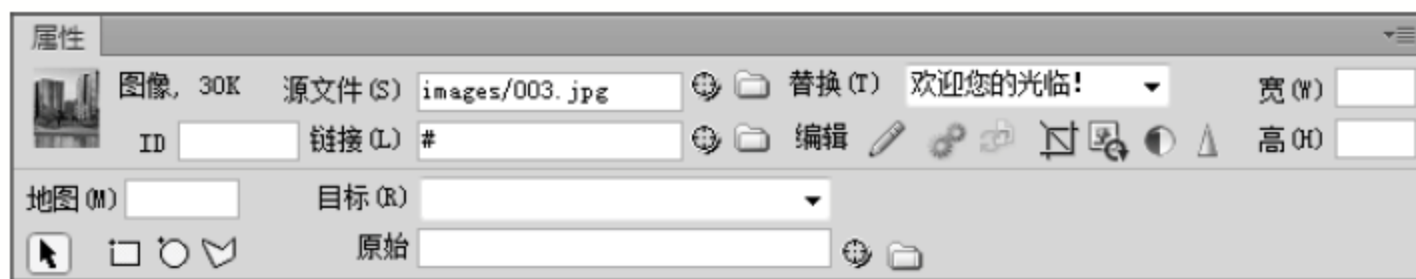 属性
图像, 30K 源文件(S) images/003.jpg 替换(T) 欢迎您的光临! 宽(W)
ID 链接(L) # 编辑 高(H)
地图(M) 目标(R)
原始